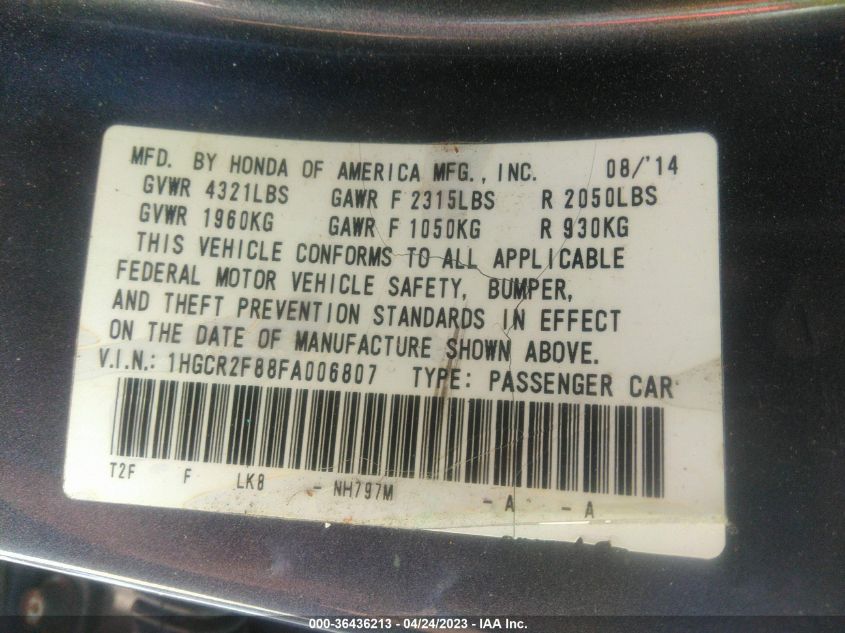 MFD. BY HONDA OF AMERICA MFG., INC. 08/'14
GVWR 4321LBS GAWR F 2315LBS R 2050LBS
GVWR 1960KG GAWR F 1050KG R 930KG
THIS VEHICLE CONFORMS TO ALL APPLICABLE
FEDERAL MOTOR VEHICLE SAFETY, BUMPER,
AND THEFT PREVENTION STANDARDS IN EFFECT
ON THE DATE OF MANUFACTURE SHOWN ABOVE.
V.I.N.: 1HGCR2F88FA006807 TYPE: PASSENGER CAR
T2F F LK8 - NH797M - A - A
000-36436213 - 04/24/2023 - IAA Inc.